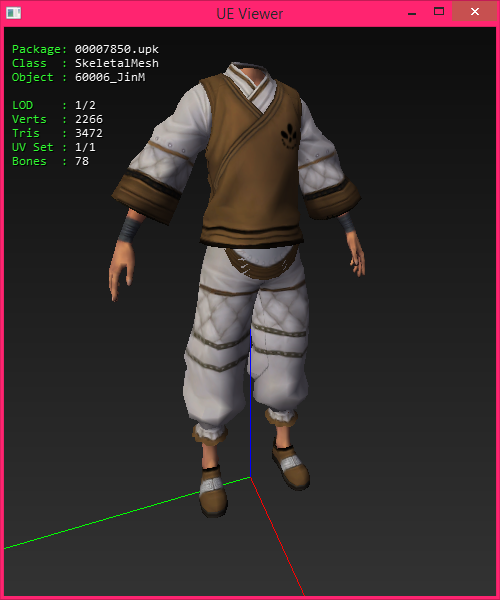 UE Viewer
Package: 00007850.upk
Class : SkeletalMesh
Object : 60006_JinM
LOD : 1/2
Verts : 2266
Tris : 3472
UV Set : 1/1
Bones : 78